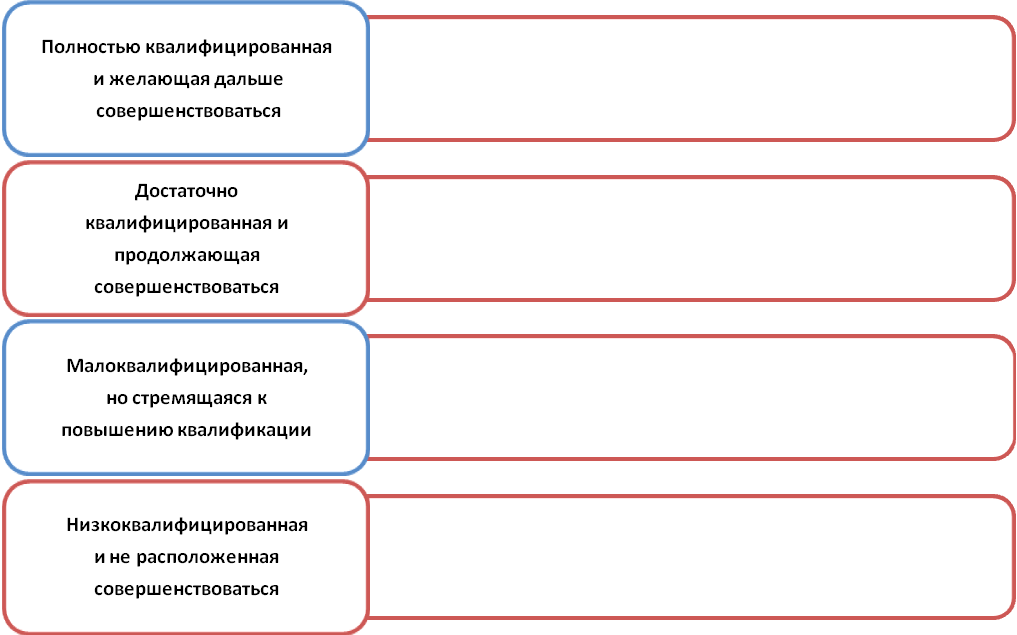 Полностью квалифицированная
и желающая дальше
совершенствоваться
Достаточно
квалифицированная и
продолжающая
совершенствоваться
Малоквалифицированная,
но стремящаяся к
повышению квалификации
Низкоквалифицированная
и не расположенная
совершенствоваться